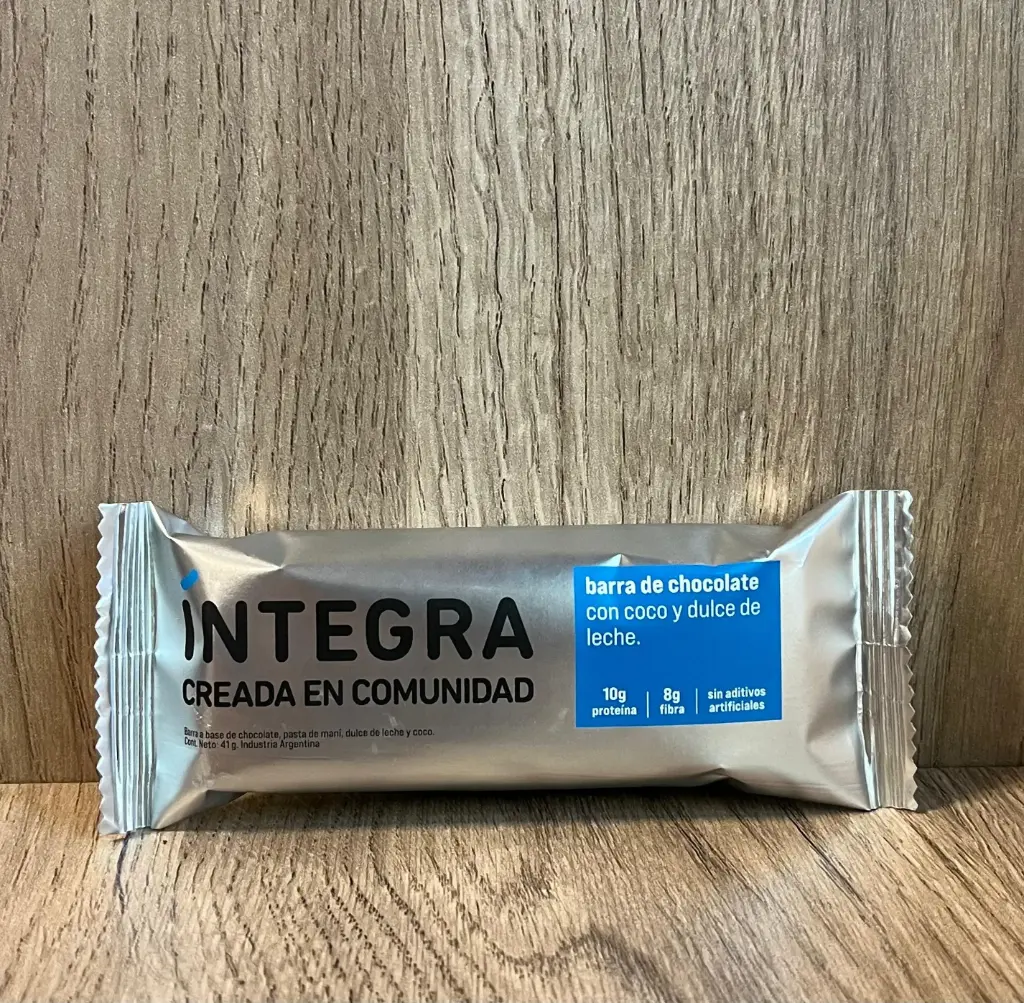 ÍNTEGRA
CREADA EN COMUNIDAD
Barra a base de chocolate, pasta de maní, dulce de leche y coco.
Cont. Neto: 41 g. Industria Argentina
barra de chocolate
con coco y dulce de
leche.
10g
proteína
8g
fibra
sin aditivos
artificiales